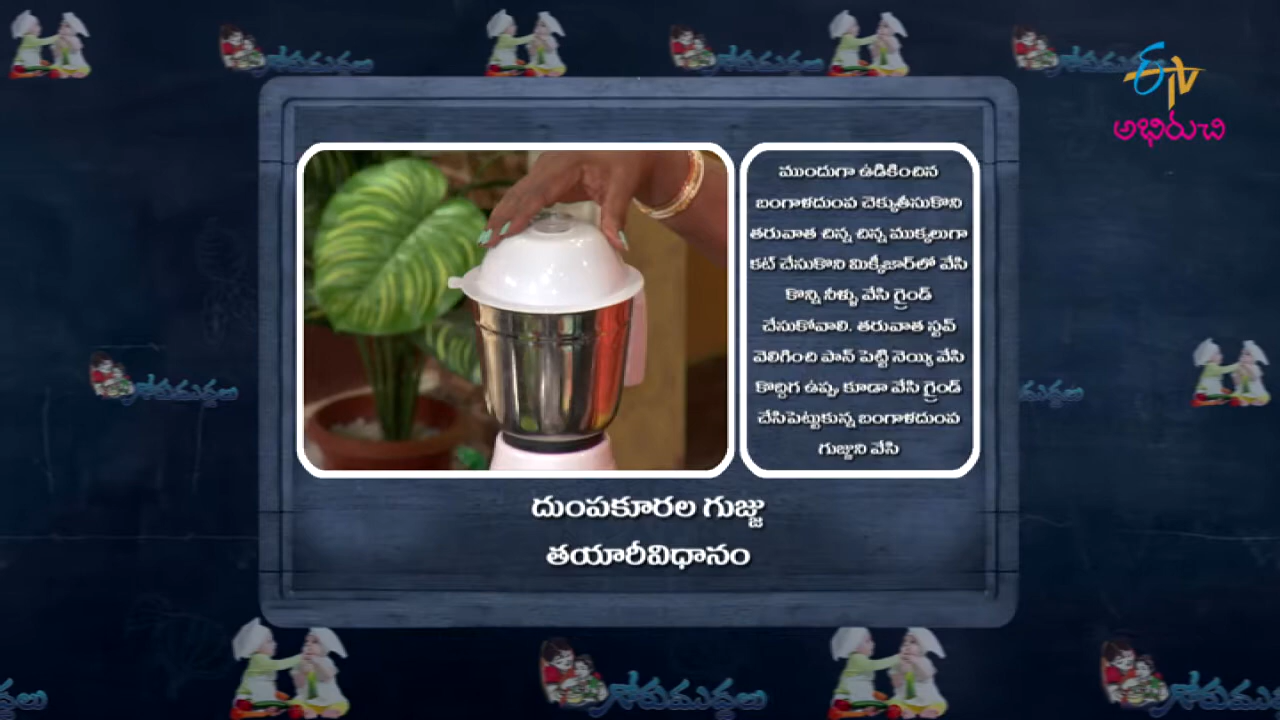 ETV
అభిరుచి
ముందుగా ఉడికించిన
బంగాళదుంప చెక్కుతీసుకొని
తరువాత చిన్న చిన్న ముక్కలుగా
కట్ చేసుకొని మిక్సీజార్‌లో వేసి
కొన్ని నీళ్ళు వేసి గ్రైండ్
చేసుకోవాలి. తరువాత స్టవ్
వెలిగించి పాన్ పెట్టి నెయ్యి వేసి
కొద్దిగ ఉప్పు కూడా వేసి గ్రైండ్
చేసిపెట్టుకున్న బంగాళదుంప
గుజ్జుని వేసి
దుంపకూరల గుజ్జు
తయారీవిధానం